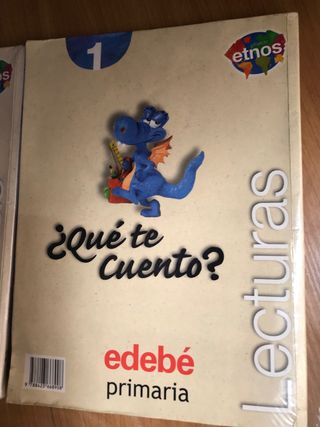 1
etnos
¿Qué te
cuento?
Lecturas
edebé
primaria